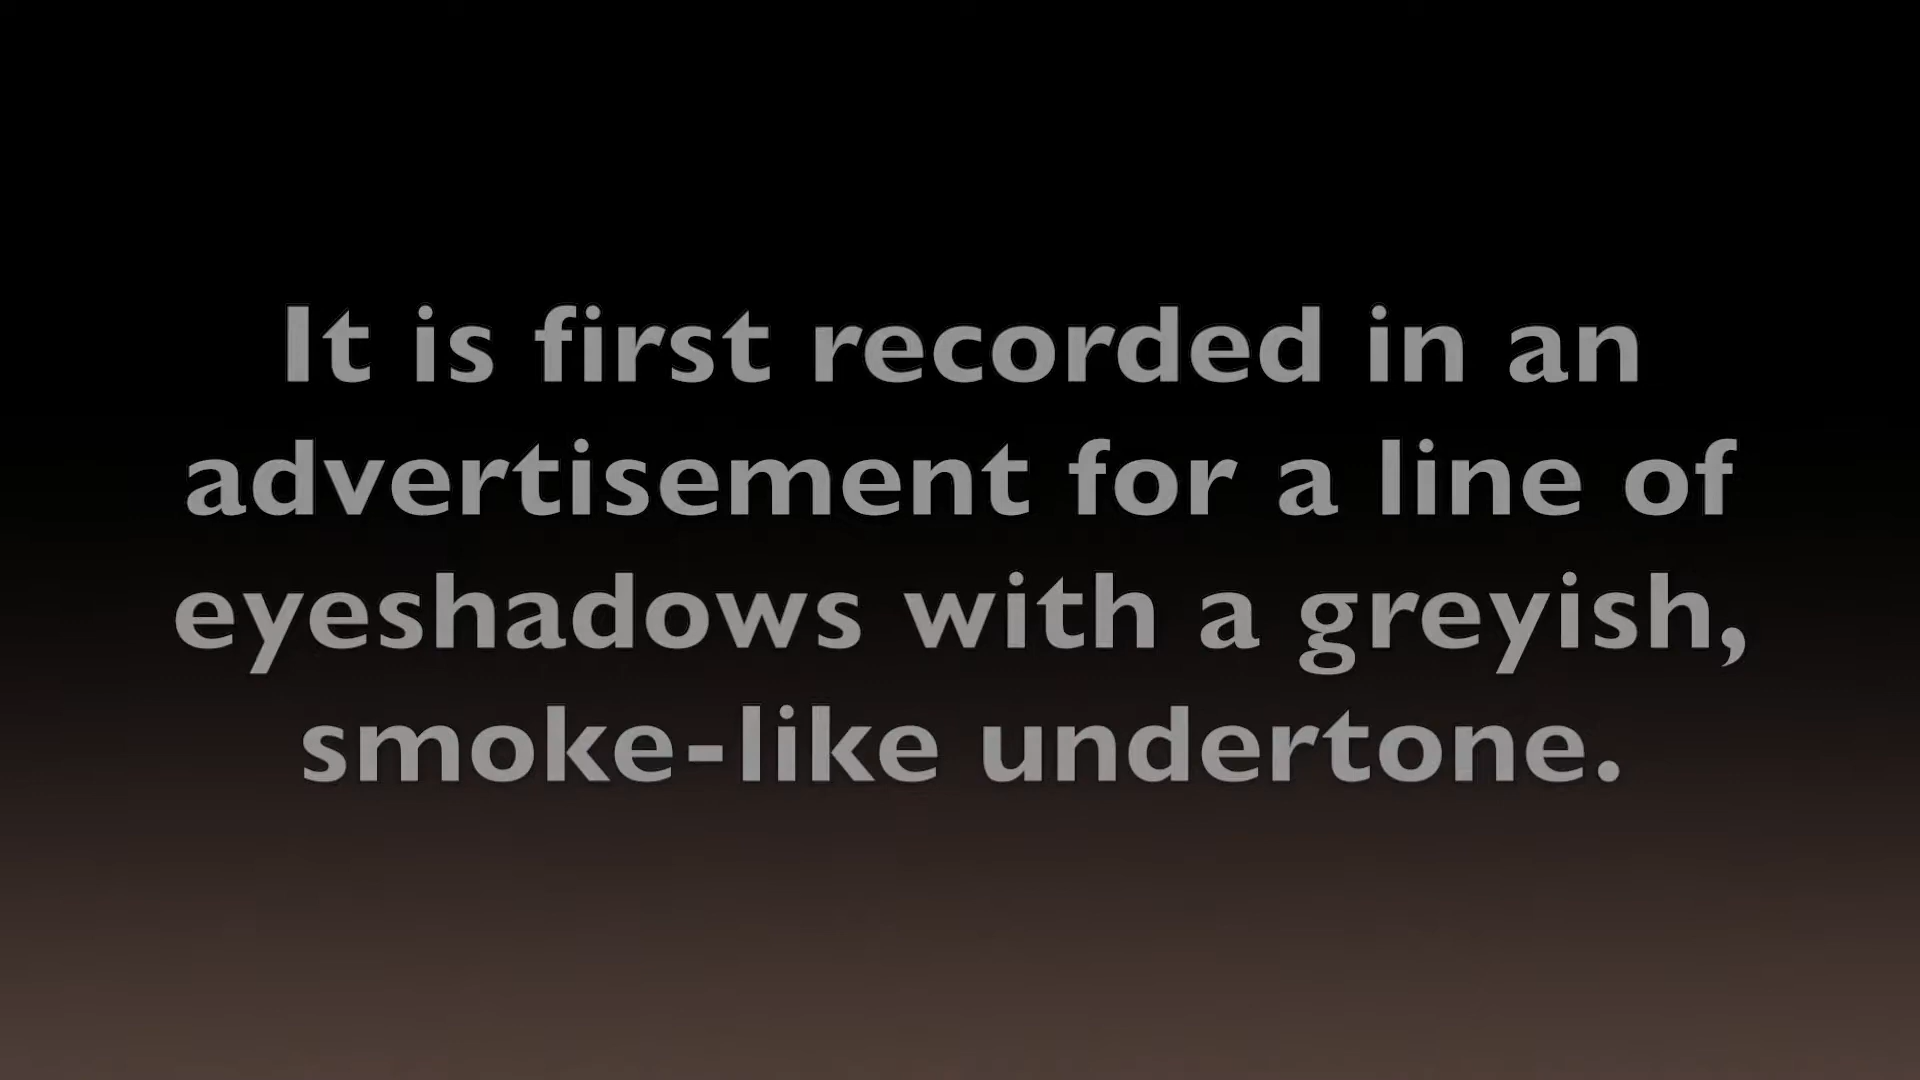 It is first recorded in an
advertisement for a line of
eyeshadows with a greyish,
smoke-like undertone.